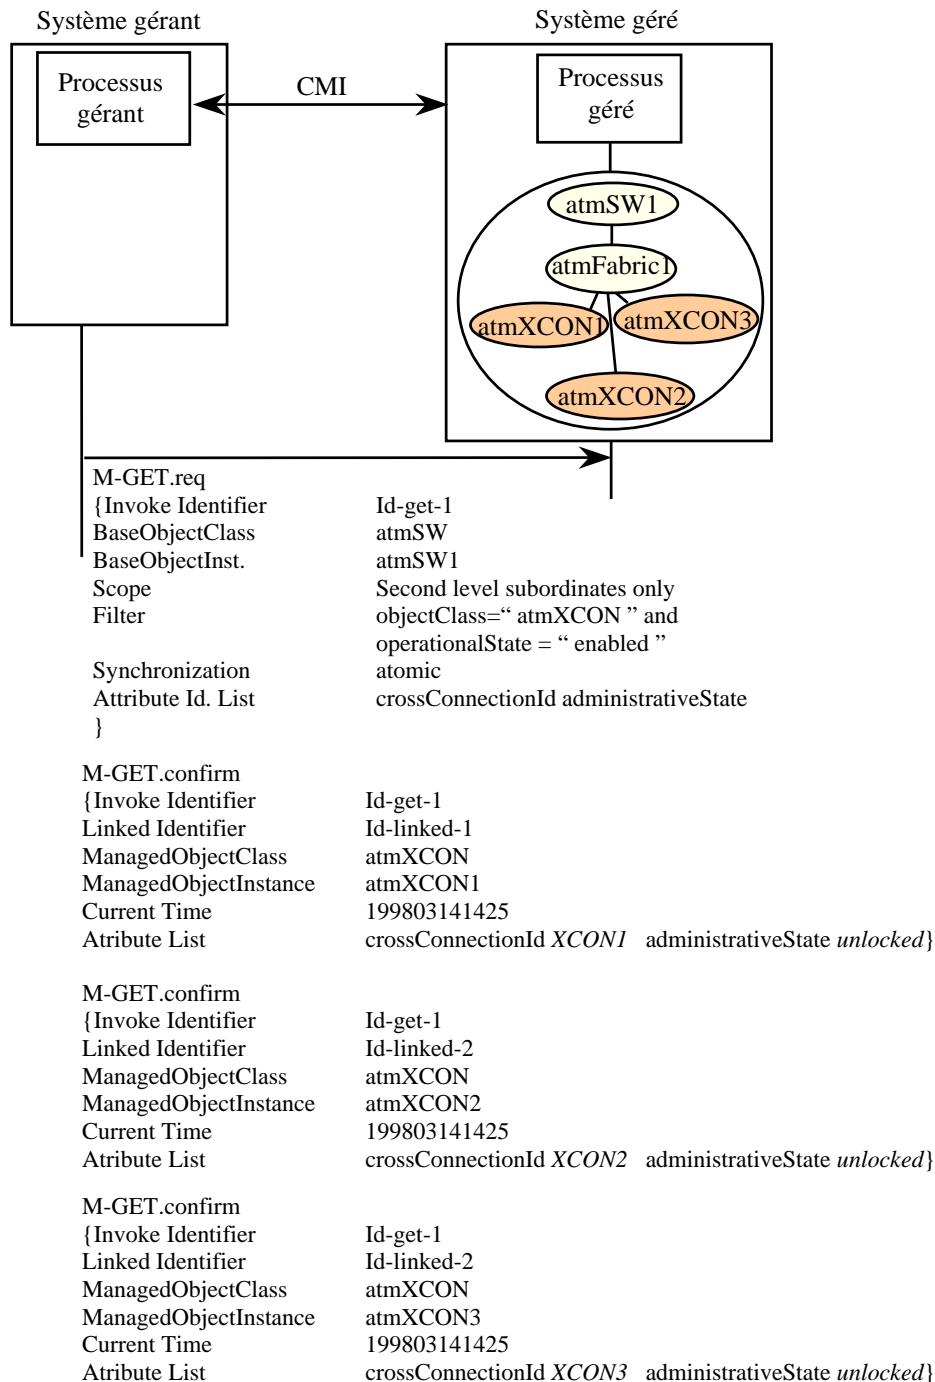 Système gérant
Système géré
Processus
gérant
CMI
Processus
géré
atmSW1
atmFabric1
atmXCON1
atmXCON3
atmXCON2
M-GET.req
{Invoke Identifier Id-get-1
BaseObjectClass atmSW
BaseObjectInst. atmSW1
Scope Second level subordinates only
Filter objectClass=“ atmXCON ” and
operationalState = “ enabled ”
Synchronization atomic
Attribute Id. List crossConnectionId administrativeState
}
M-GET.confirm
{Invoke Identifier Id-get-1
Linked Identifier Id-linked-1
ManagedObjectClass atmXCON
ManagedObjectInstance atmXCON1
Current Time 199803141425
Atribute List crossConnectionId XCON1 administrativeState unlocked}
M-GET.confirm
{Invoke Identifier Id-get-1
Linked Identifier Id-linked-2
ManagedObjectClass atmXCON
ManagedObjectInstance atmXCON2
Current Time 199803141425
Atribute List crossConnectionId XCON2 administrativeState unlocked}
M-GET.confirm
{Invoke Identifier Id-get-1
Linked Identifier Id-linked-2
ManagedObjectClass atmXCON
ManagedObjectInstance atmXCON3
Current Time 199803141425
Atribute List crossConnectionId XCON3 administrativeState unlocked}